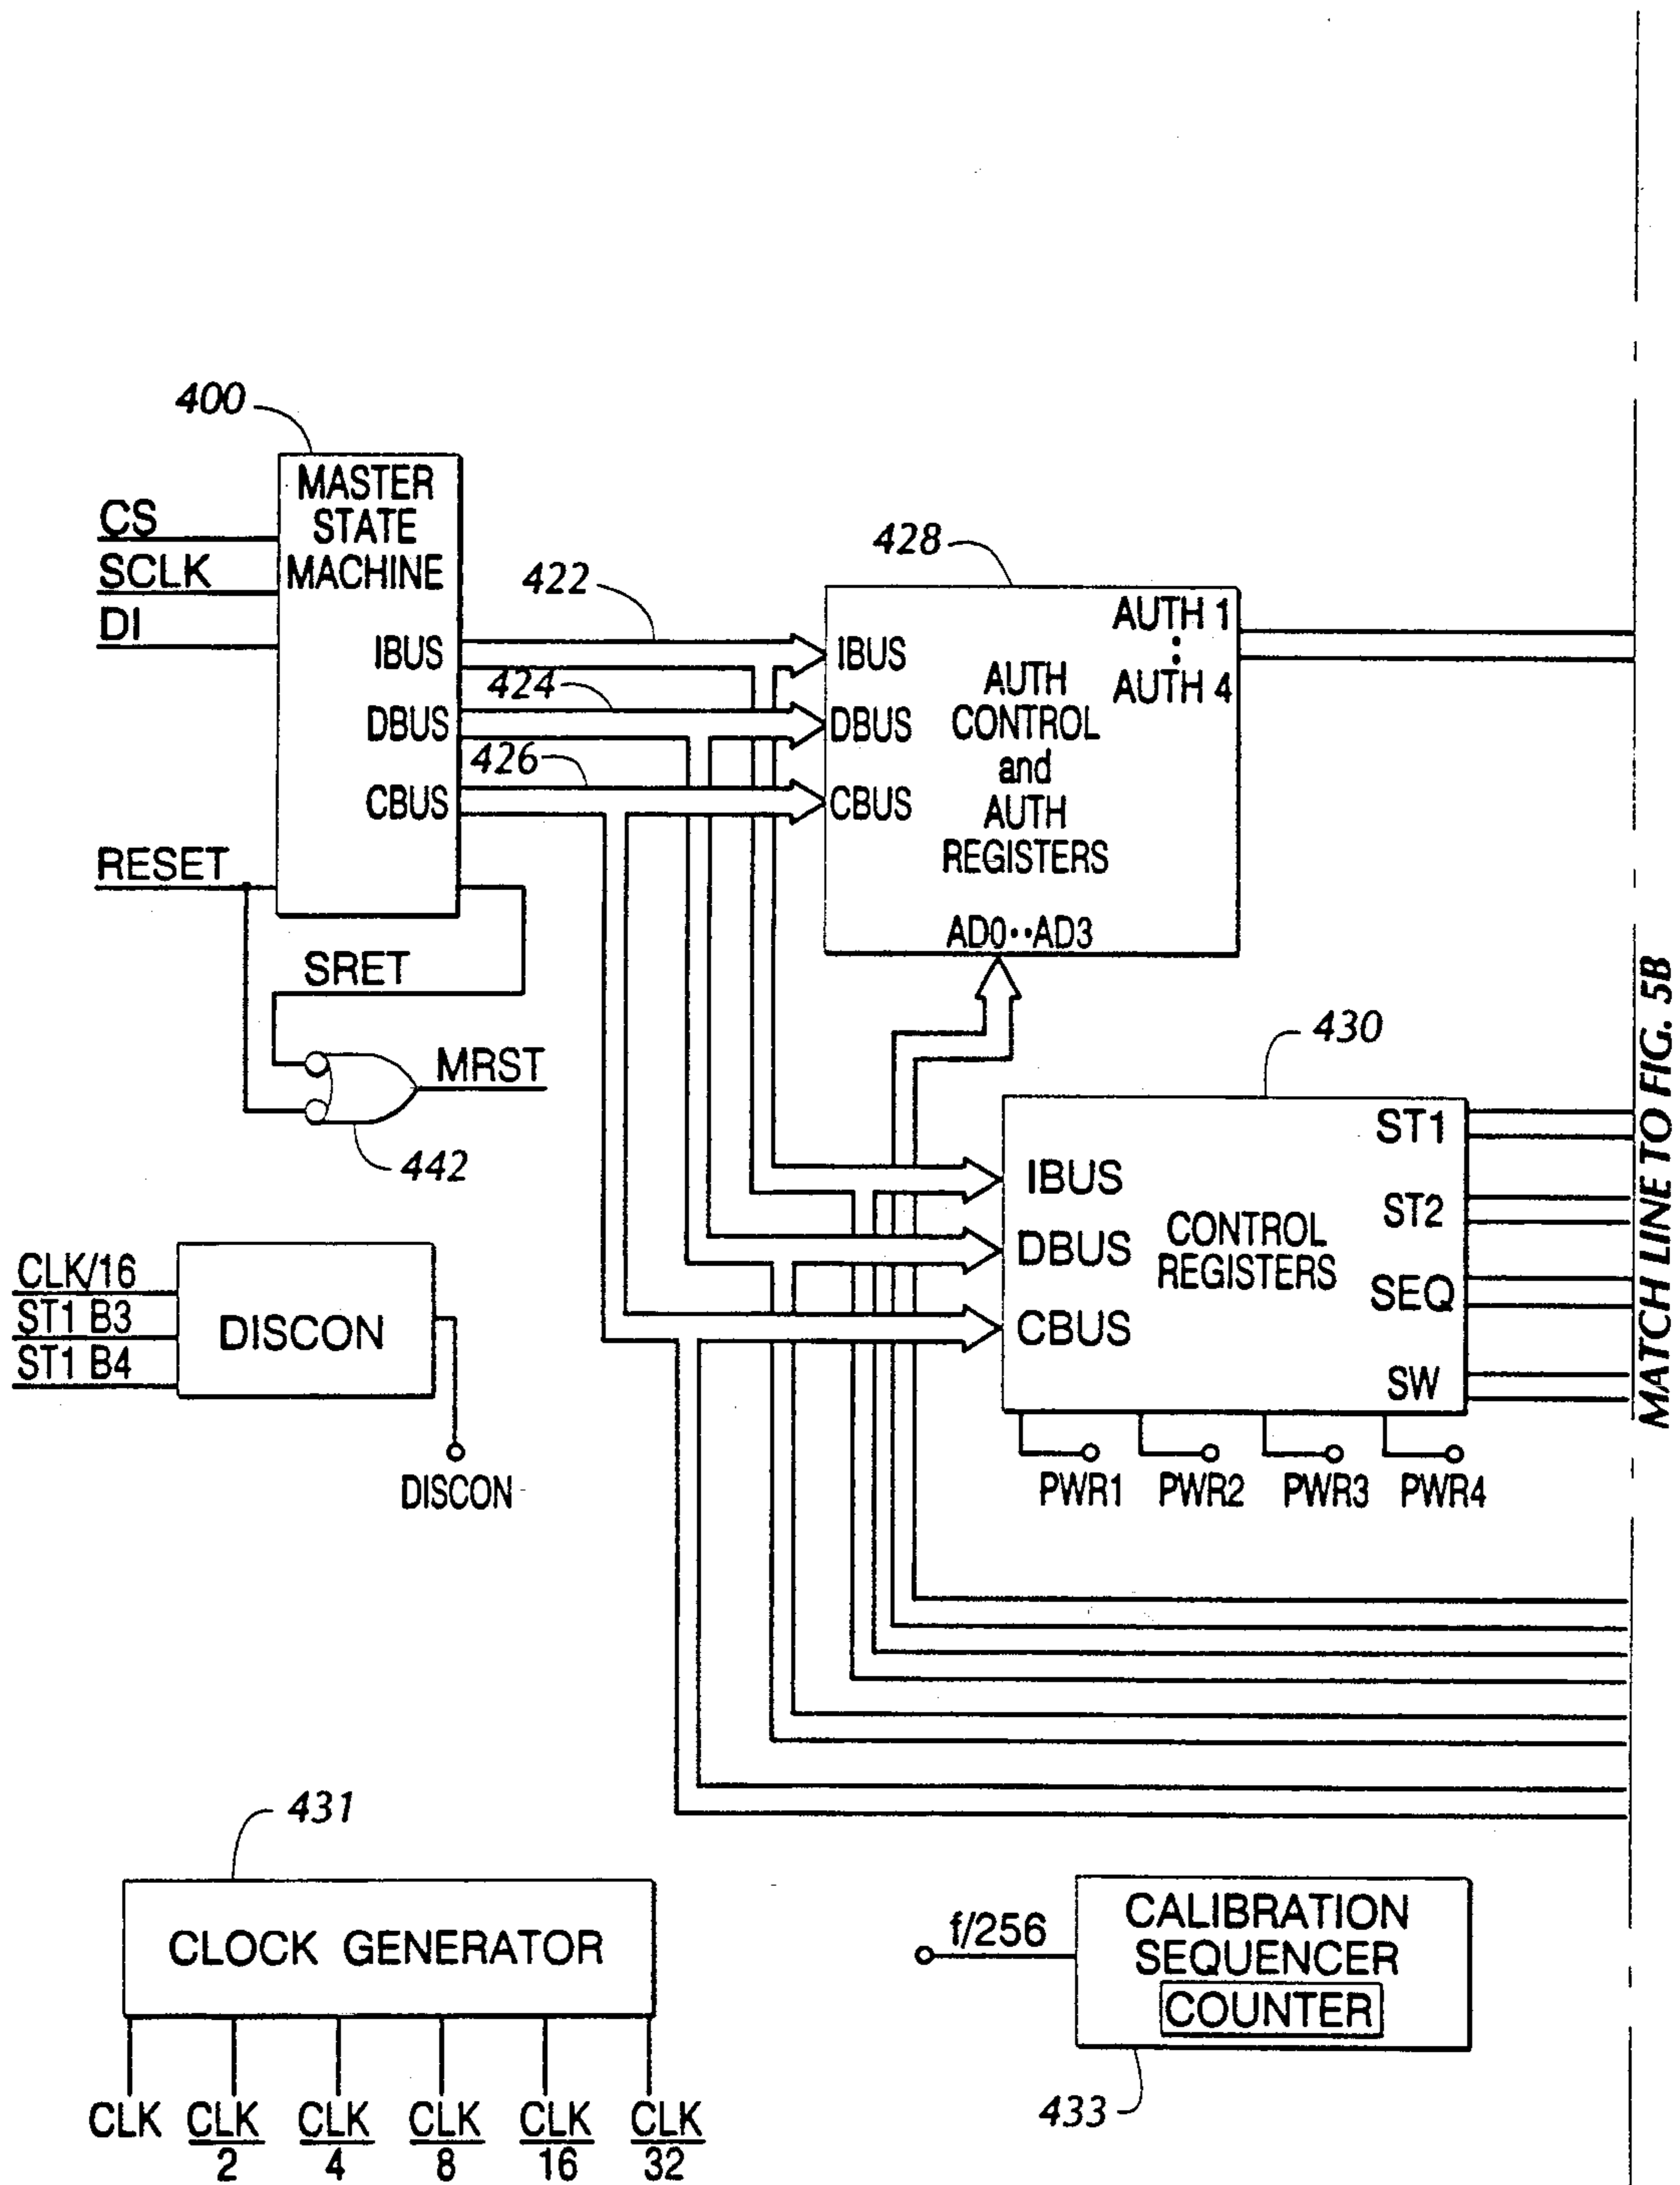 400
MASTER
STATE
MACHINE
CS
SCLK
DI
IBUS
DBUS
CBUS
RESET
SRET
MRST
442
422
424
426
428
AUTH 1
AUTH 4
IBUS
DBUS
CBUS
AUTH
CONTROL
and
AUTH
REGISTERS
AD0··AD3
430
ST1
ST2
SEQ
SW
IBUS
DBUS
CBUS
CONTROL
REGISTERS
PWR1 PWR2 PWR3 PWR4
MATCH LINE TO FIG. 5B
CLK/16
ST1 B3
ST1 B4
DISCON
DISCON
431
CLOCK GENERATOR
CLK
CLK/2
CLK/4
CLK/8
CLK/16
CLK/32
f/256
CALIBRATION
SEQUENCER
COUNTER
433